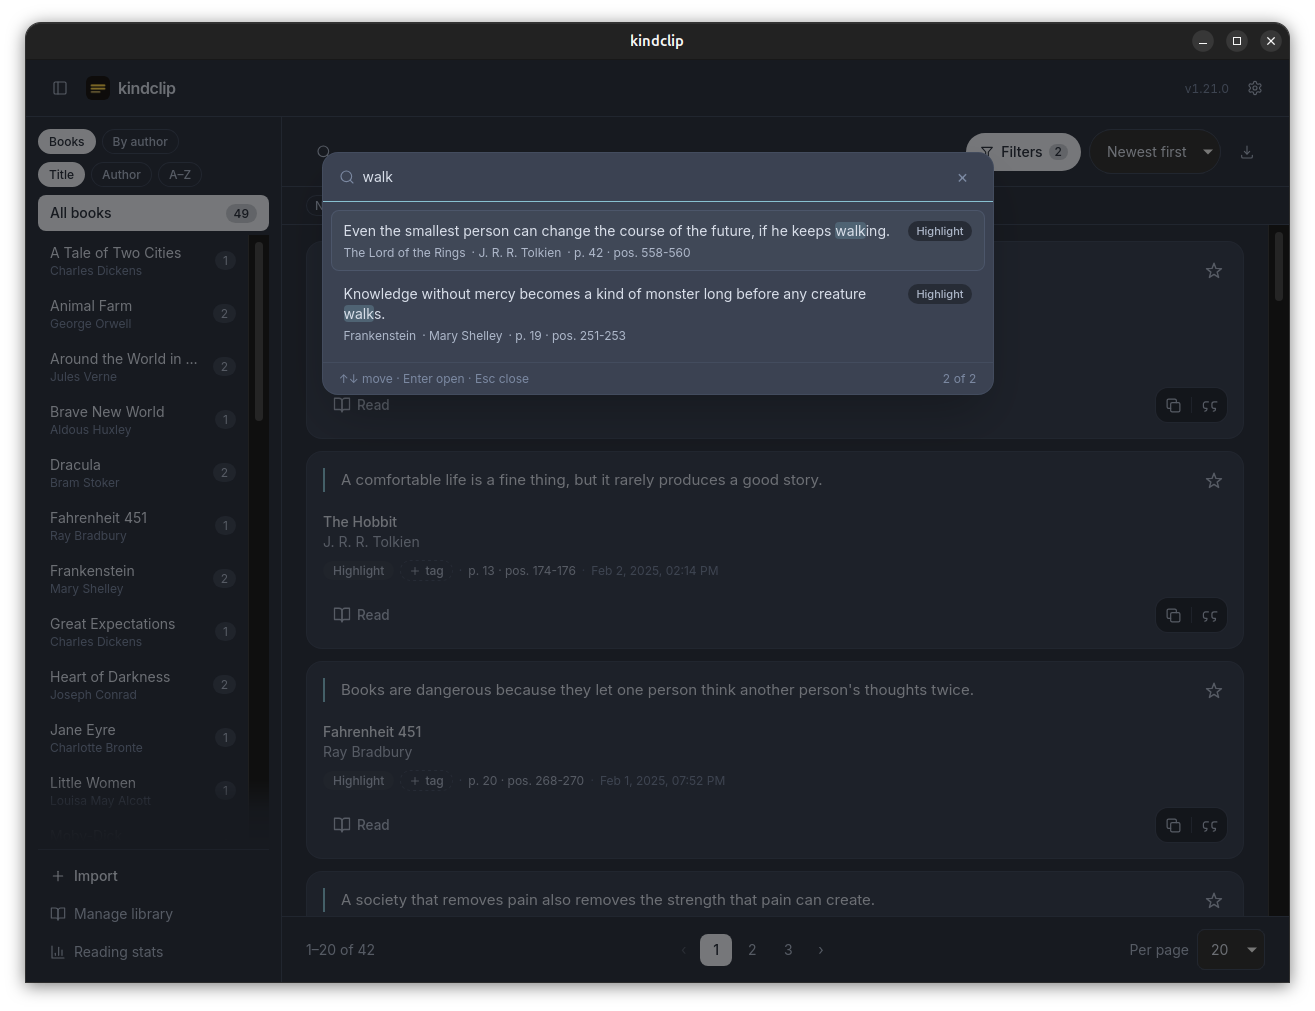 kindclip
kindclip
v1.21.0
Books
By author
Title
Author
A–Z
All books
49
A Tale of Two Cities
Charles Dickens
1
Animal Farm
George Orwell
2
Around the World in ...
Jules Verne
2
Brave New World
Aldous Huxley
1
Dracula
Bram Stoker
2
Fahrenheit 451
Ray Bradbury
1
Frankenstein
Mary Shelley
2
Great Expectations
Charles Dickens
1
Heart of Darkness
Joseph Conrad
2
Jane Eyre
Charlotte Bronte
1
Little Women
Louisa May Alcott
1
Import
Manage library
Reading stats
Filters 2
Newest first
walk
Even the smallest person can change the course of the future, if he keeps walking.
Highlight
The Lord of the Rings · J. R. R. Tolkien · p. 42 · pos. 558-560
Knowledge without mercy becomes a kind of monster long before any creature
walks.
Highlight
Frankenstein · Mary Shelley · p. 19 · pos. 251-253
↑↓ move · Enter open · Esc close
2 of 2
Read
A comfortable life is a fine thing, but it rarely produces a good story.
The Hobbit
J. R. R. Tolkien
Highlight · + tag · p. 13 · pos. 174-176 · Feb 2, 2025, 02:14 PM
Read
Books are dangerous because they let one person think another person's thoughts twice.
Fahrenheit 451
Ray Bradbury
Highlight · + tag · p. 20 · pos. 268-270 · Feb 1, 2025, 07:52 PM
Read
A society that removes pain also removes the strength that pain can create.
1–20 of 42
‹ 1 2 3 ›
Per page 20